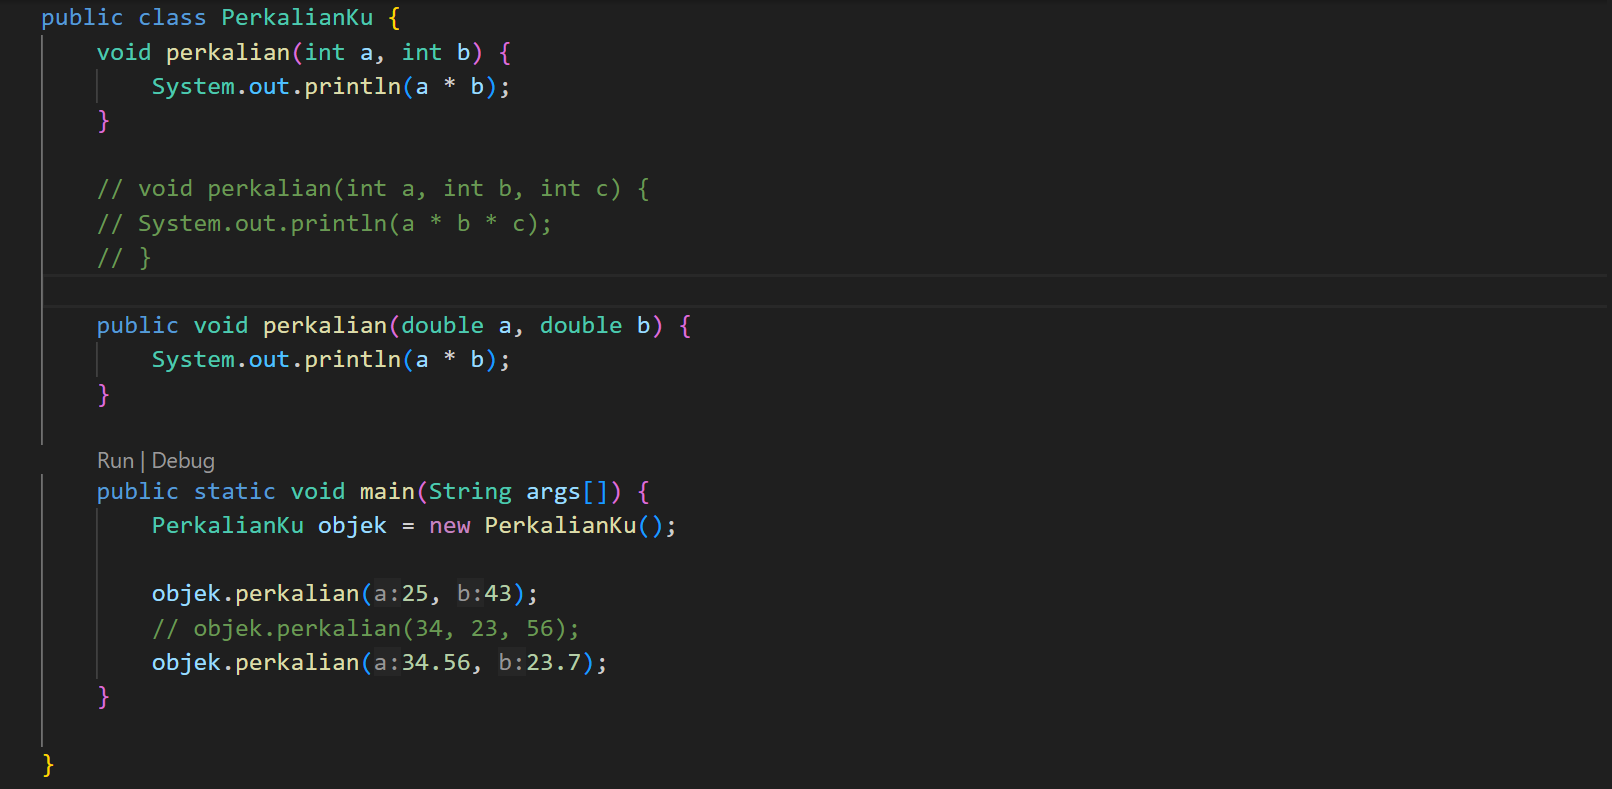 public class PerkalianKu {
    void perkalian(int a, int b) {
        System.out.println(a * b);
    }

    // void perkalian(int a, int b, int c) {
    // System.out.println(a * b * c);
    // }

    public void perkalian(double a, double b) {
        System.out.println(a * b);
    }

    Run | Debug
    public static void main(String args[]) {
        PerkalianKu objek = new PerkalianKu();

        objek.perkalian(a:25, b:43);
        // objek.perkalian(34, 23, 56);
        objek.perkalian(a:34.56, b:23.7);
    }

}